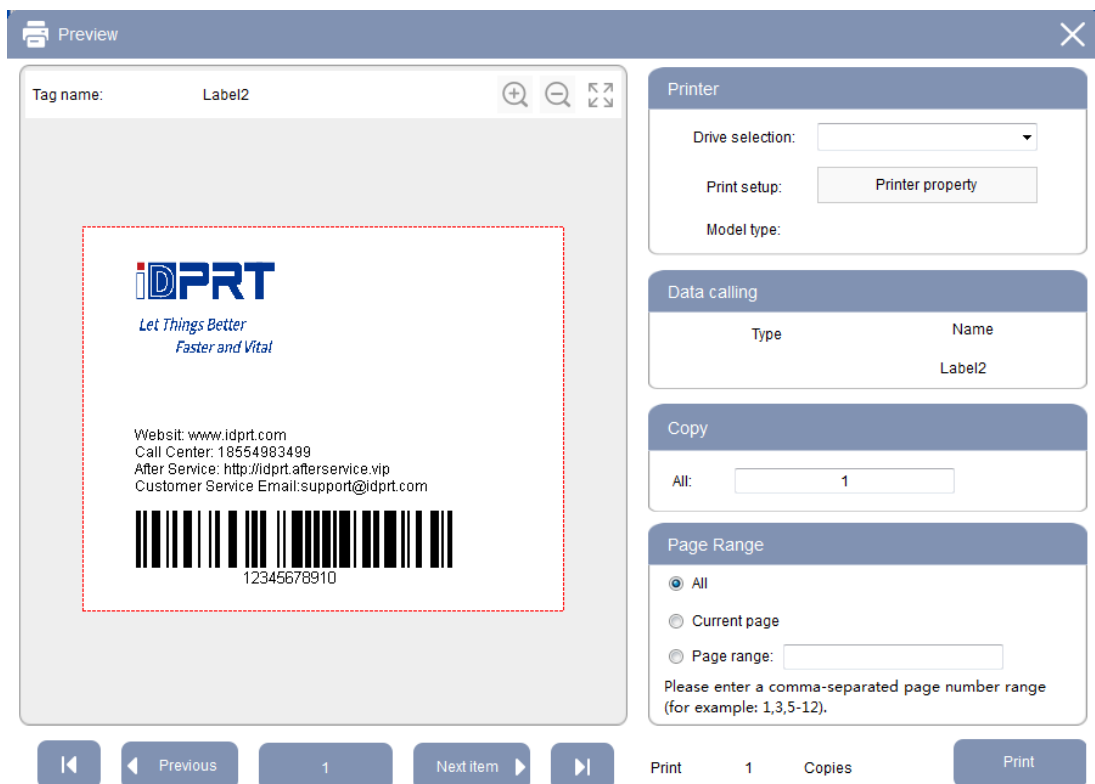 Preview
Tag name: Label2
iDPRT
Let Things Better
Faster and Vital
Websit: www.idprt.com
Call Center: 18554983499
After Service: http://idprt.afterservice.vip
Customer Service Email:support@idprt.com
12345678910
Printer
Drive selection:
Print setup: Printer property
Model type:
Data calling
Type Name
Label2
Copy
All: 1
Page Range
All
Current page
Page range:
Please enter a comma-separated page number range
(for example: 1,3,5-12).
Previous 1 Next item
Print 1 Copies Print